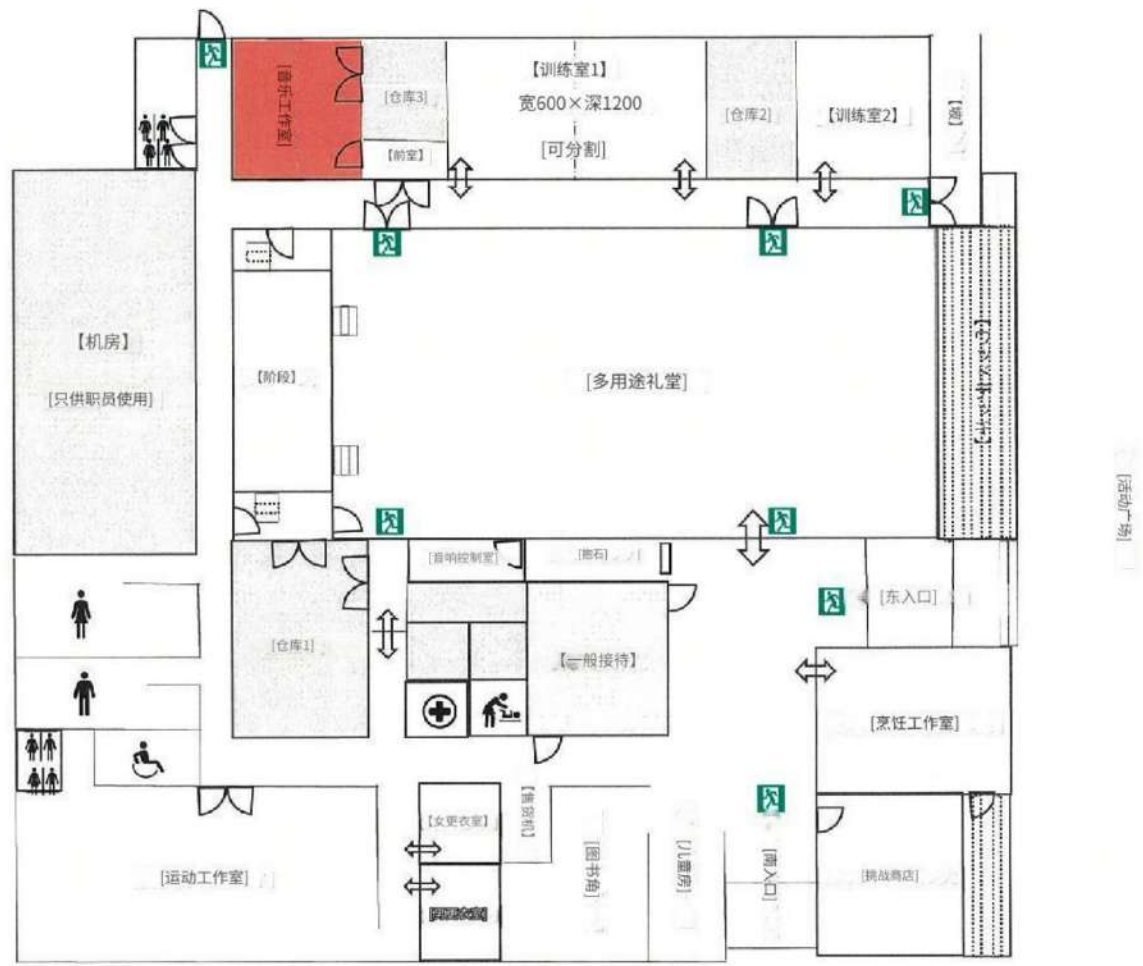 [音乐工作室]
[仓库3]
【前室】
【训练室1】
宽600×深1200
[可分割]
[仓库2]
【训练室2】
【坡】
【机房】
[只供职员使用]
【阶段】
[多用途礼堂]
[活动广场]
[音响控制室]
[仓库1]
【一般接待】
[东入口]
[烹饪工作室]
【女更衣室】
【售货机】
[图书角]
[儿童房]
[南入口]
[挑战商店]
[运动工作室]